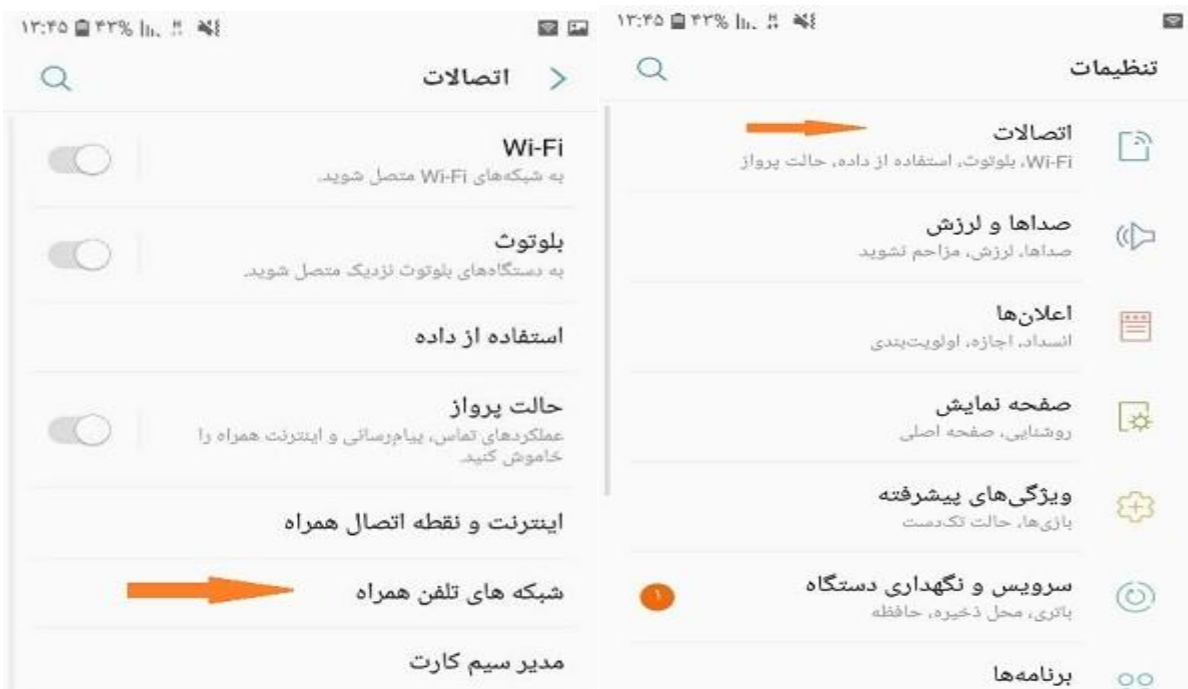 ۱۳:۴۵ ۴۳%
تنظیمات
اتصالات
Wi-Fi، بلوتوث، استفاده از داده، حالت پرواز
صداها و لرزش
صداها، لرزش، مزاحم نشوید
اعلان‌ها
انسداد، اجازه، اولویت‌بندی
صفحه نمایش
روشنایی، صفحه اصلی
ویژگی‌های پیشرفته
بازی‌ها، حالت تک‌دست
سرویس و نگهداری دستگاه
۱
باتری، محل ذخیره، حافظه
برنامه‌ها
۱۳:۴۵ ۴۳%
اتصالات
Wi-Fi
به شبکه‌های Wi-Fi متصل شوید.
بلوتوث
به دستگاه‌های بلوتوث نزدیک متصل شوید.
استفاده از داده
حالت پرواز
عملکردهای تماس، پیام‌رسانی و اینترنت همراه را
خاموش کنید.
اینترنت و نقطه اتصال همراه
شبکه های تلفن همراه
مدیر سیم کارت